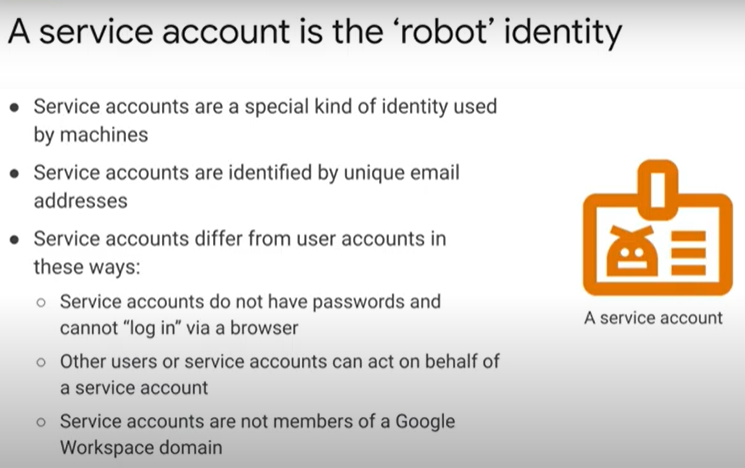 A service account is the ‘robot’ identity
● Service accounts are a special kind of identity used
by machines
● Service accounts are identified by unique email
addresses
● Service accounts differ from user accounts in
these ways:
○ Service accounts do not have passwords and
cannot “log in” via a browser
○ Other users or service accounts can act on behalf of
a service account
○ Service accounts are not members of a Google
Workspace domain
A service account